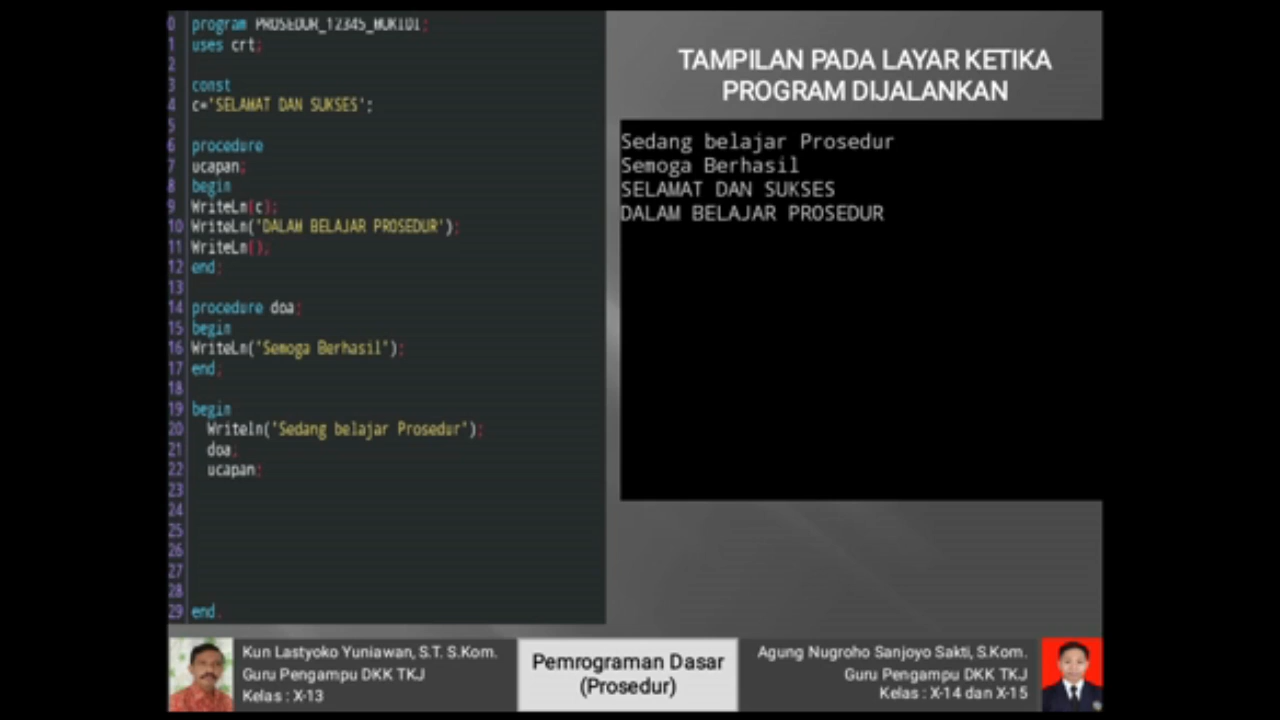 0 program PROSEDUR_12345_BUKIDI;
1 uses crt;
2
3 const
4 c='SELAMAT DAN SUKSES';
5
6 procedure
7 ucapan;
8 begin
9 WriteLn(c);
10 WriteLn('DALAM BELAJAR PROSEDUR');
11 WriteLn();
12 end;
13
14 procedure doa;
15 begin
16 WriteLn('Semoga Berhasil');
17 end;
18
19 begin
20 Writeln('Sedang belajar Prosedur');
21 doa;
22 ucapan;
23
24
25
26
27
28
29 end.
TAMPILAN PADA LAYAR KETIKA
PROGRAM DIJALANKAN
Sedang belajar Prosedur
Semoga Berhasil
SELAMAT DAN SUKSES
DALAM BELAJAR PROSEDUR
Kun Lastyoko Yuniawan, S.T. S.Kom.
Guru Pengampu DKK TKJ
Kelas : X-13
Pemrograman Dasar
(Prosedur)
Agung Nugroho Sanjoyo Sakti, S.Kom.
Guru Pengampu DKK TKJ
Kelas : X-14 dan X-15